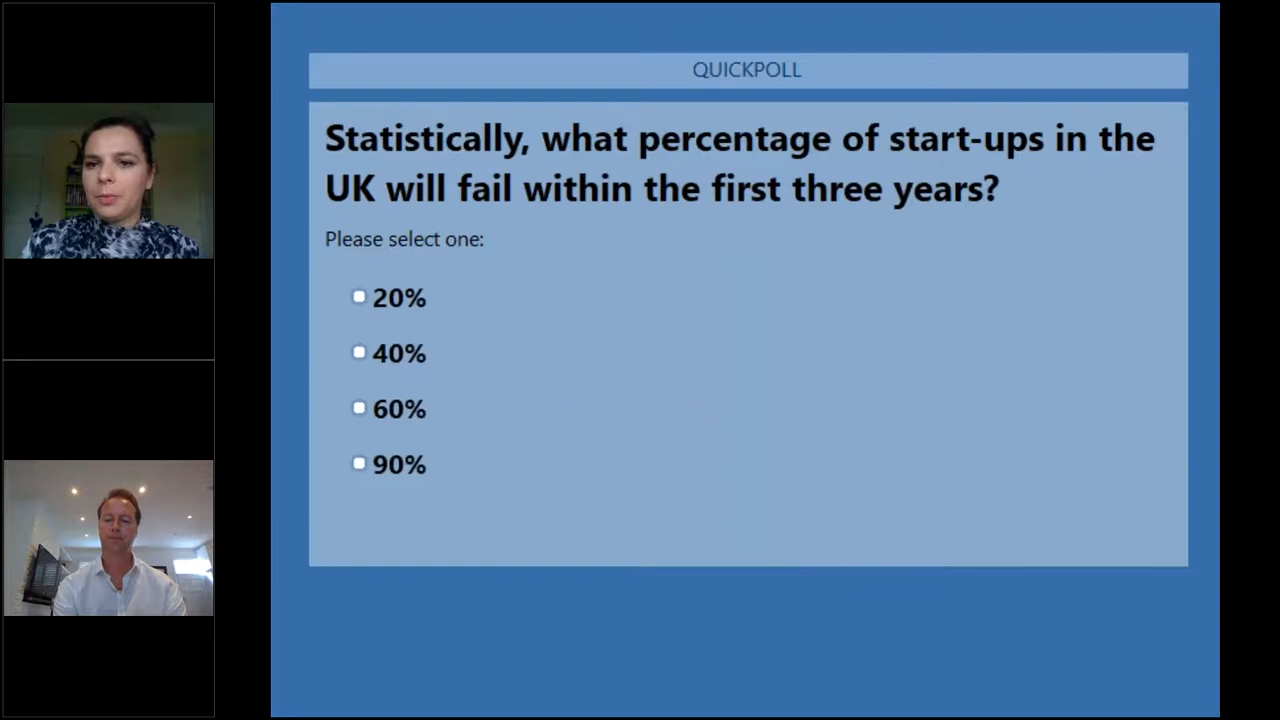 QUICKPOLL
Statistically, what percentage of start-ups in the
UK will fail within the first three years?
Please select one:
20%
40%
60%
90%